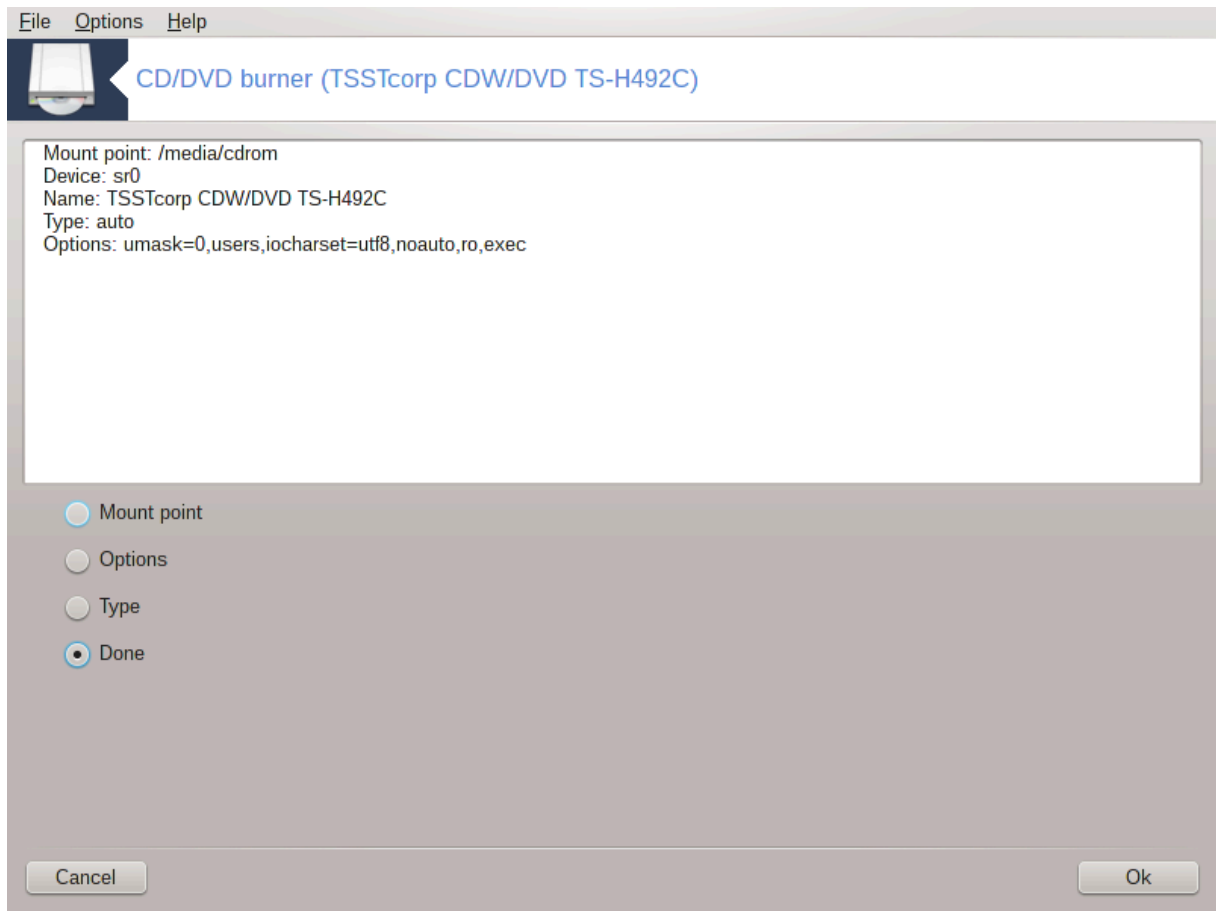 File Options Help
CD/DVD burner (TSSTcorp CDW/DVD TS-H492C)
Mount point: /media/cdrom
Device: sr0
Name: TSSTcorp CDW/DVD TS-H492C
Type: auto
Options: umask=0,users,iocharset=utf8,noauto,ro,exec
Mount point
Options
Type
Done
Cancel Ok